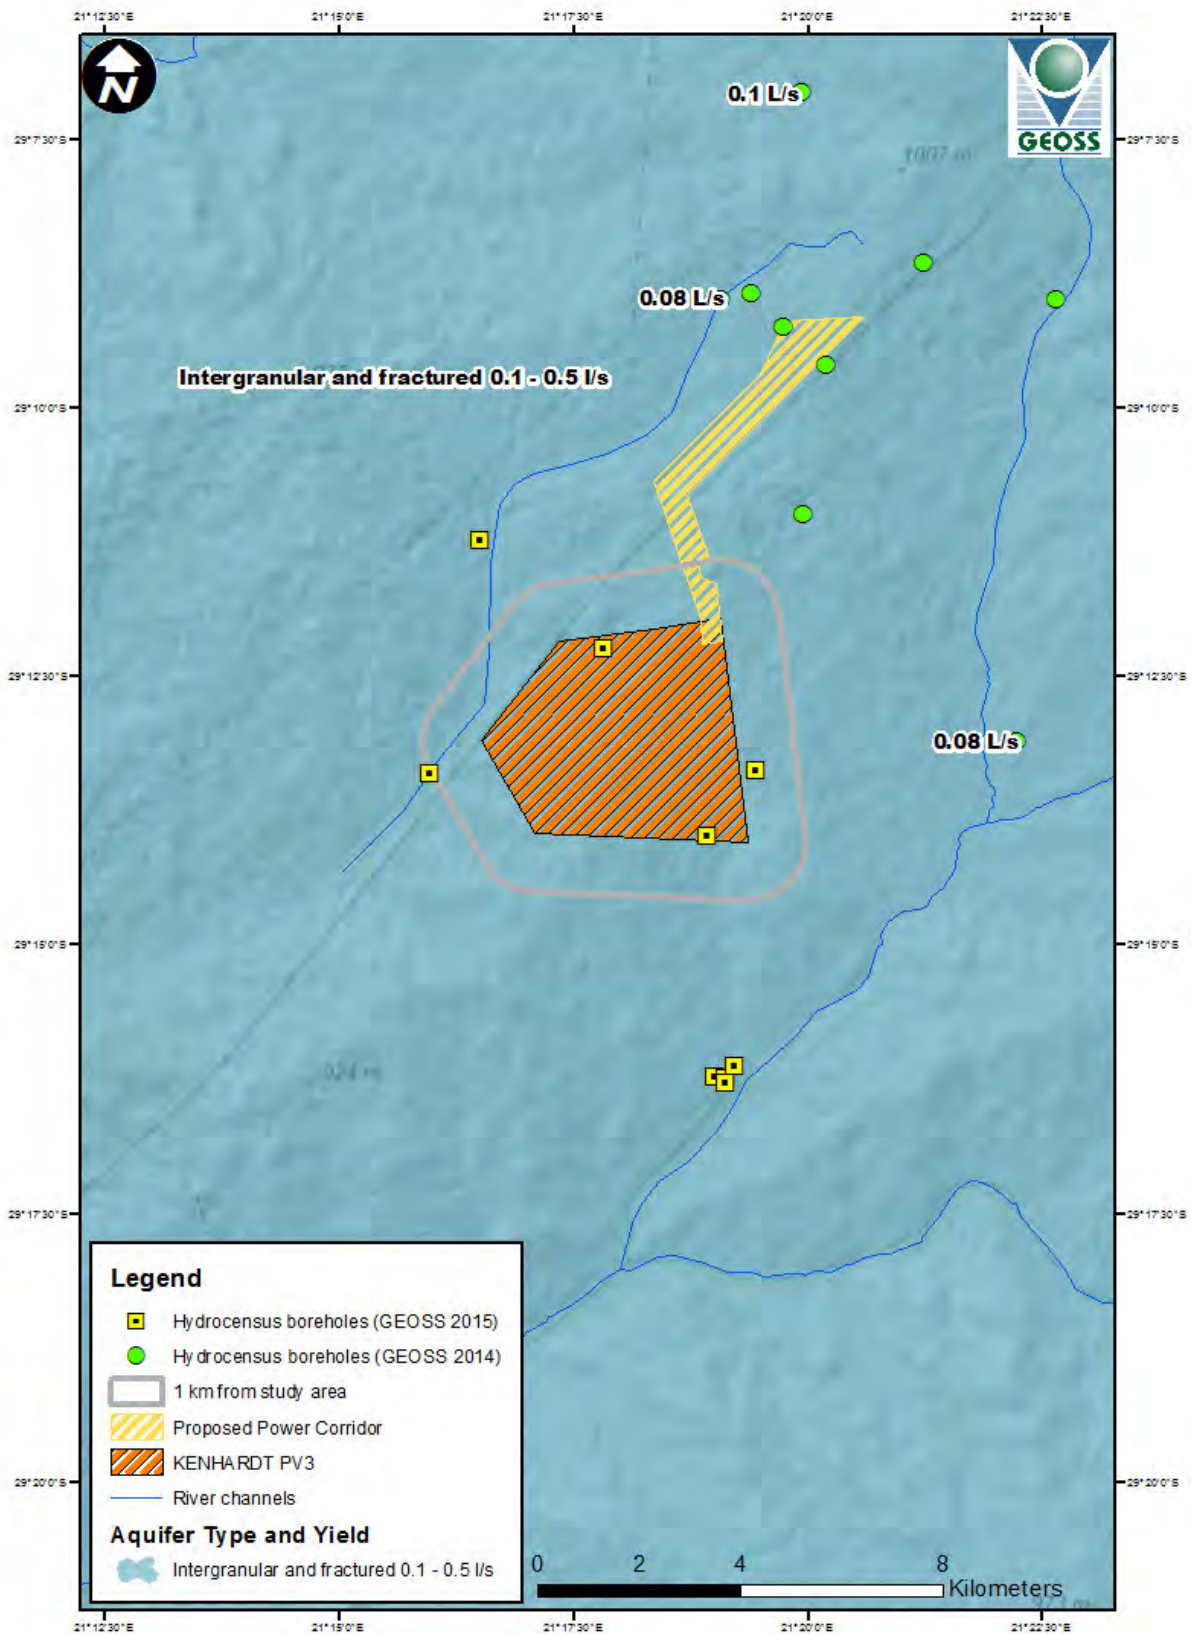 21°12'30"E
21°15'0"E
21°17'30"E
21°20'0"E
21°22'30"E
N
GEOSS
0.1 L/s
29°7'30"S
29°7'30"S
1007 m
0.08 L/s
Intergranular and fractured 0.1 - 0.5 l/s
29°10'0"S
29°10'0"S
29°12'30"S
29°12'30"S
0.08 L/s
29°15'0"S
29°15'0"S
924 m
29°17'30"S
29°17'30"S
Legend
Hydrocensus boreholes (GEOSS 2015)
Hydrocensus boreholes (GEOSS 2014)
1 km from study area
Proposed Power Corridor
KENHARDT PV3
River channels
Aquifer Type and Yield
Intergranular and fractured 0.1 - 0.5 l/s
29°20'0"S
29°20'0"S
0 2 4 8
Kilometers
21°12'30"E
21°15'0"E
21°17'30"E
21°20'0"E
21°22'30"E